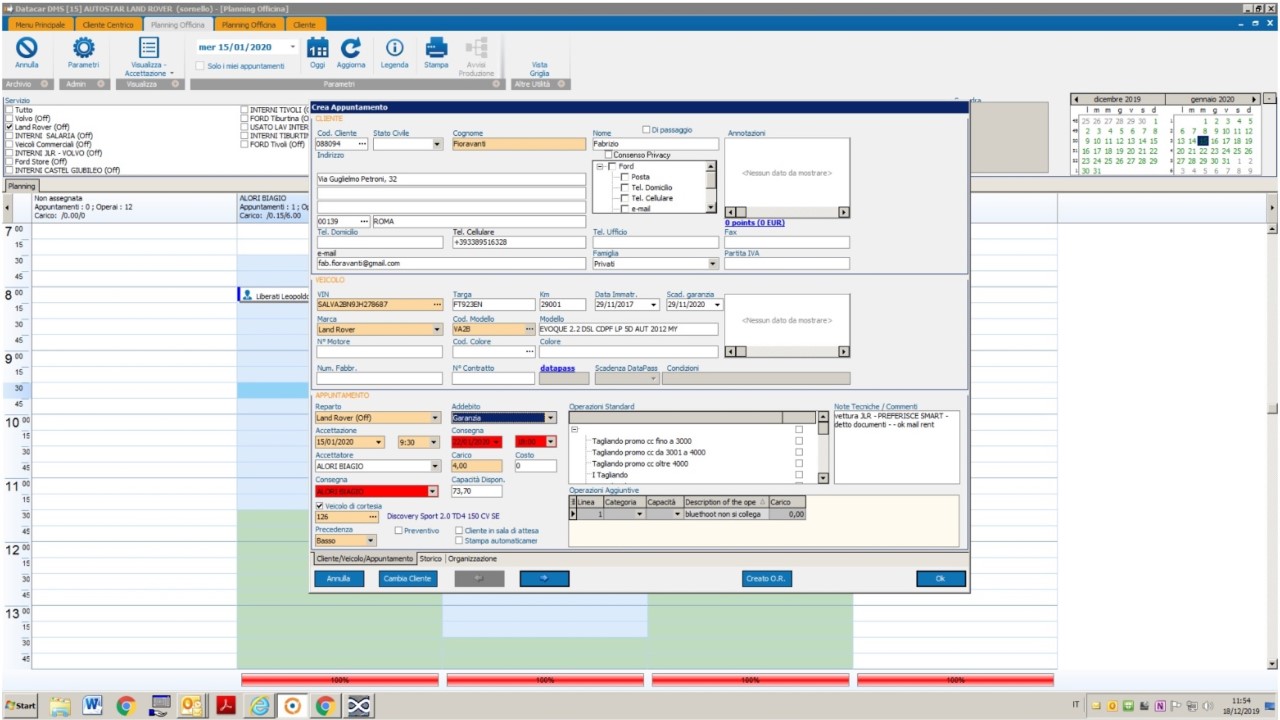 Datacar DMS [15] AUTOSTAR LAND ROVER (sornello) - [Planning Officina]
Menu Principale Cliente Centrico Planning Officina Planning Officina Cliente
mer 15/01/2020
Solo i miei appuntamenti
Annulla Parametri Visualizza - Accettazione Oggi Aggiorna Legenda Stampa Avvia Produzione Vista Griglia
Archivio Admin Visualizza Parametri Altre Utilità
Servizio
Tutto
Volvo (Off)
Land Rover (Off)
INTERNI SALARIA (Off)
Veicoli Commerciali (Off)
INTERNI JLR - VOLVO (Off)
Ford Store (Off)
INTERNI CASTEL GIUBILEO (Off)
INTERNI TIVOLI (
FORD Tiburtina (O
USATO LAV INTER
INTERNI TIBURTI
FORD Tivoli (Off)
dicembre 2019 gennaio 2020
l m m g v s d l m m g v s d
25 26 27 28 29 30 1 1 2 3 4 5
2 3 4 5 6 7 8 6 7 8 9 10 11 12
9 10 11 12 13 14 15 13 14 15 16 17 18 19
16 17 18 19 20 21 22 20 21 22 23 24 25 26
23 24 25 26 27 28 29 27 28 29 30 31 1 2
30 31 3 4 5 6 7 8 9
Planning
Non assegnata
Appuntamenti : 0 ; Operai : 12
Carico: /0.00/0
ALORI BIAGIO
Appuntamenti : 1 ; Op
Carico: /0.15/6.00
7 00
15
30
45
8 00
Liberati Leopoldo
15
30
45
9 00
15
30
45
10 00
15
30
45
11 00
15
30
45
12 00
15
30
45
13 00
15
30
45
Crea Appuntamento
CLIENTE
Cod. Cliente Stato Civile Cognome Nome Di passaggio Annotazioni
088094 Fioravanti Fabrizio
Indirizzo Consenso Privacy
Ford
Via Guglielmo Petroni, 32 Posta
<Nessun dato da mostrare>
Tel. Domicilio
Tel. Cellulare
e-mail
00139 ROMA
0 points (0 EUR)
Tel. Domicilio Tel. Cellulare Tel. Ufficio Fax
+393389516328
e-mail Famiglia Partita IVA
fab.fioravanti@gmail.com Privati
VEICOLO
VIN Targa Km Data Immatr. Scad. garanzia
SALVA2BN9JH278687 FT923EN 29001 29/11/2017 29/11/2020
<Nessun dato da mostrare>
Marca Cod. Modello Modello
Land Rover VA2B EVOQUE 2.2 DSL CDPF LP 5D AUT 2012 MY
N° Motore Cod. Colore Colore
Num. Fabbr. N° Contratto datapass Scadenza DataPass Condizioni
APPUNTAMENTO
Reparto Addebito Operazioni Standard Note Tecniche / Commenti
Land Rover (Off) Garanzia
vettura JLR - PREFERISCE SMART -
detto documenti - - ok mail rent
Accettazione Consegna
15/01/2020 9:30 22/01/2020 18:00
Tagliando promo cc fino a 3000
Tagliando promo cc da 3001 a 4000
Tagliando promo cc oltre 4000
I Tagliando
Accettatore Carico Costo
ALORI BIAGIO 4,00 0
Consegna Capacità Dispon.
ALORI BIAGIO 73,70
Operazioni Aggiuntive
Linea Categoria Capacità Description of the ope Carico
1 bluethoot non si collega 0,00
Veicolo di cortesia
126 Discovery Sport 2.0 TD4 150 CV SE
Precedenza Preventivo Cliente in sala di attesa
Basso Stampa automaticamer
Cliente/Veicolo/Appuntamento Storico Organizzazione
Annulla Cambia Cliente Creato O.R. Ok
100% 100% 100% 100%
Start IT 11:54
18/12/2019